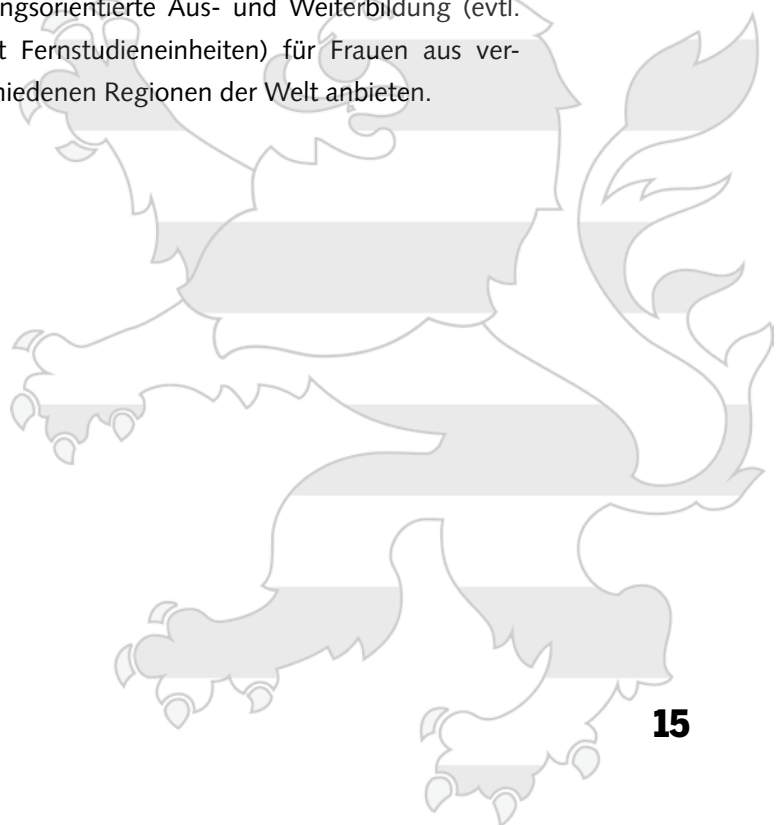 ngsorientierte Aus- und Weiterbildung (evtl.
t Fernstudieneinheiten) für Frauen aus ver-
hiedenen Regionen der Welt anbieten.
15